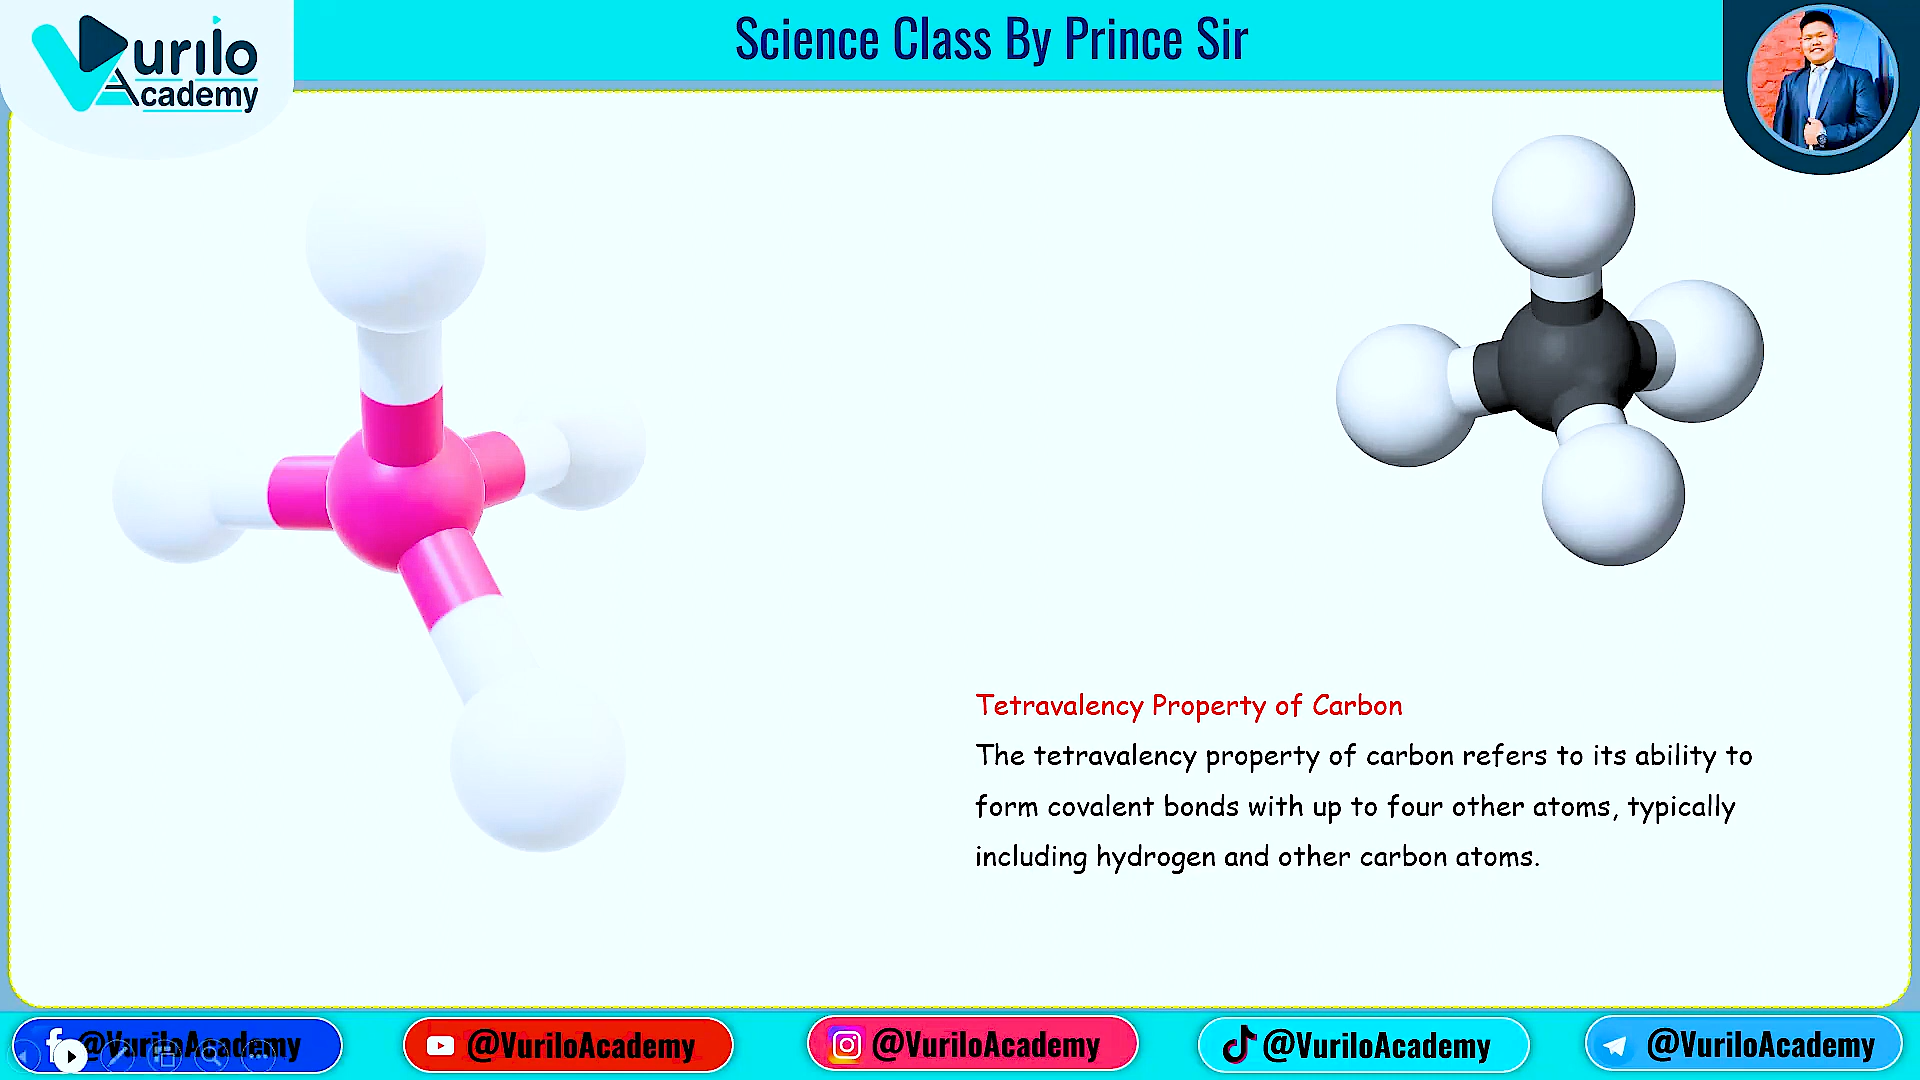 Vurilo
Academy
Science Class By Prince Sir
Tetravalency Property of Carbon
The tetravalency property of carbon refers to its ability to
form covalent bonds with up to four other atoms, typically
including hydrogen and other carbon atoms.
@VuriloAcademy
@VuriloAcademy
@VuriloAcademy
@VuriloAcademy
@VuriloAcademy